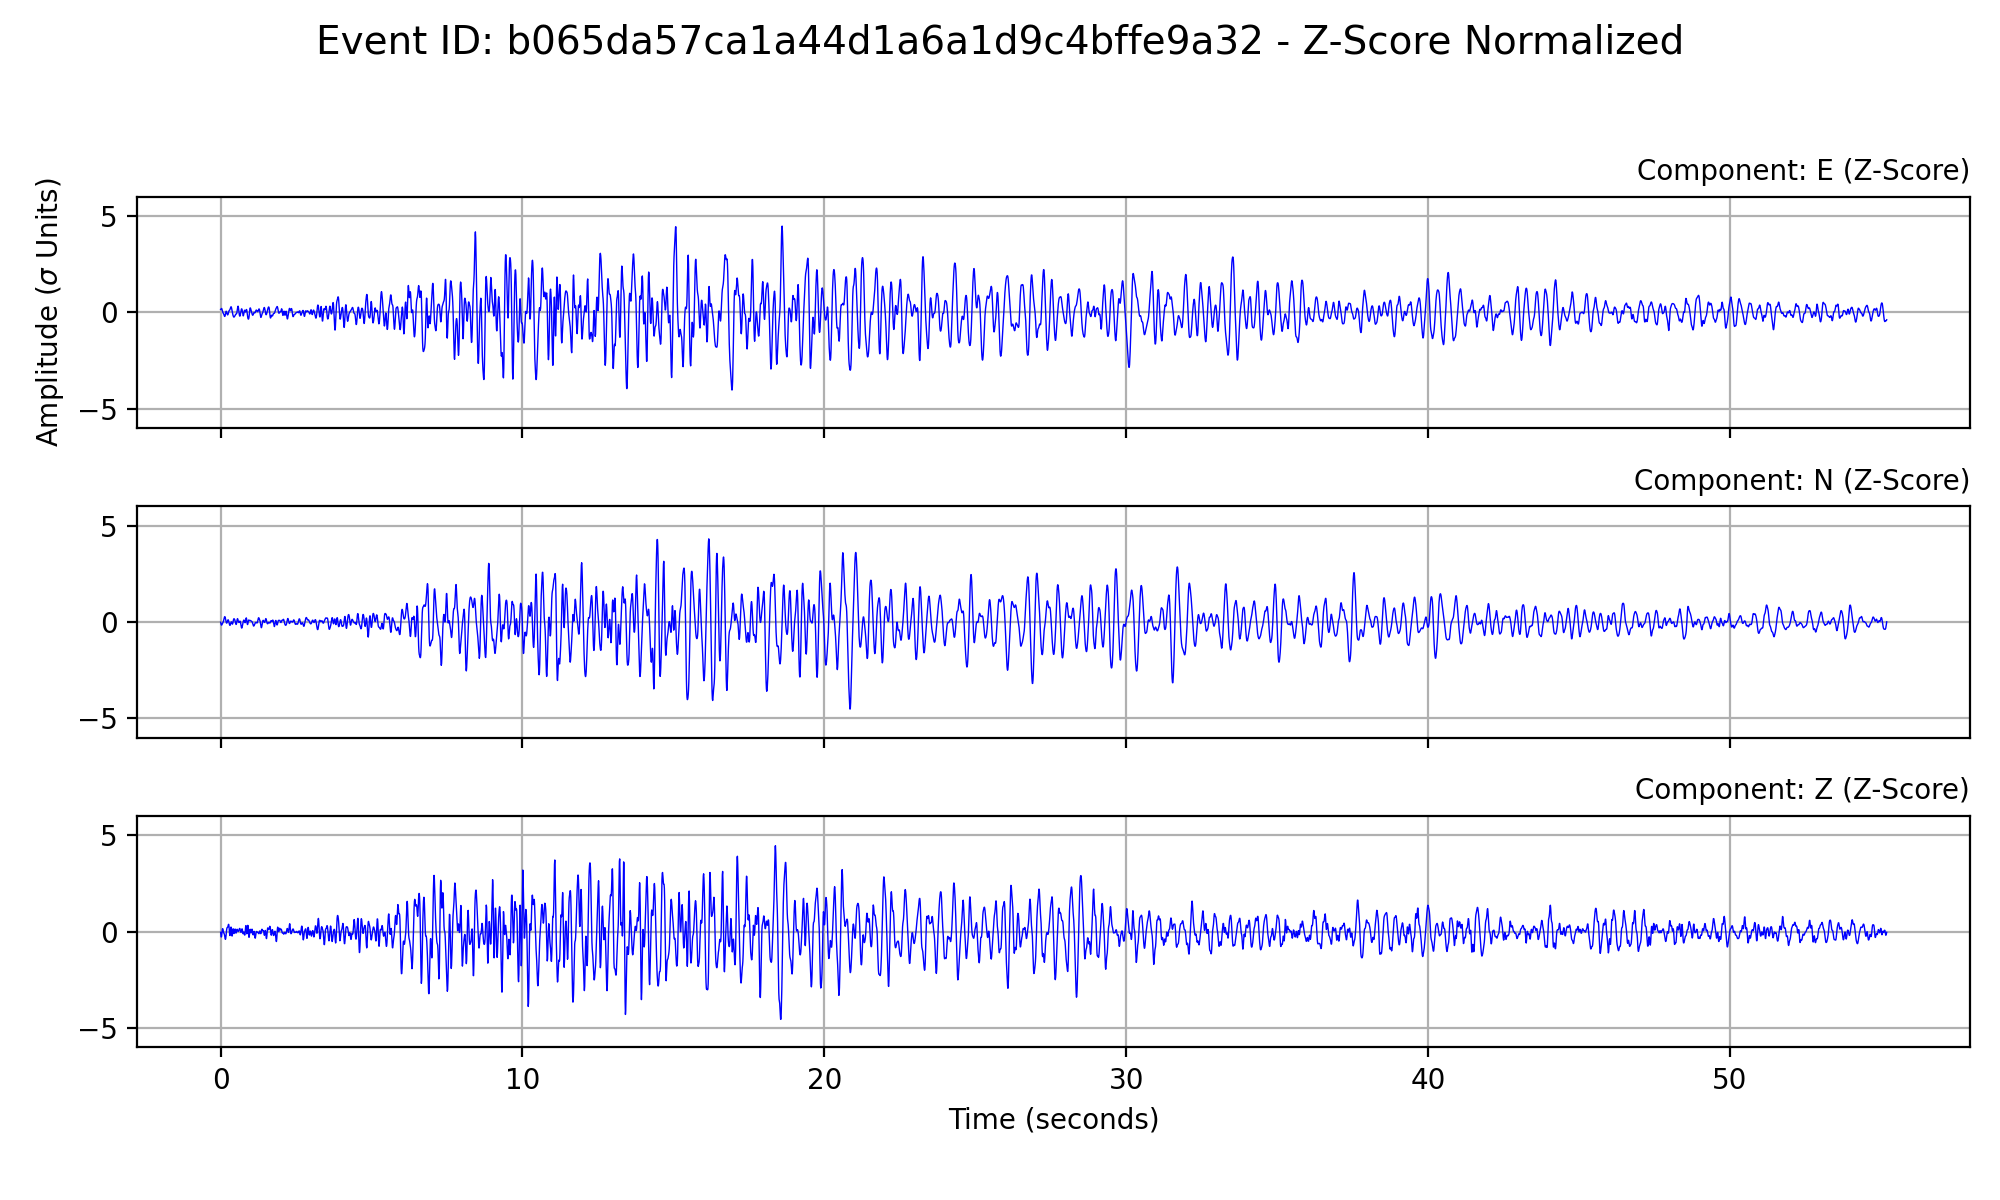 Event ID: b065da57ca1a44d1a6a1d9c4bffe9a32 - Z-Score Normalized
Component: E (Z-Score)
Amplitude (σ Units)
5
0
−5
Component: N (Z-Score)
5
0
−5
Component: Z (Z-Score)
5
0
−5
0 10 20 30 40 50
Time (seconds)